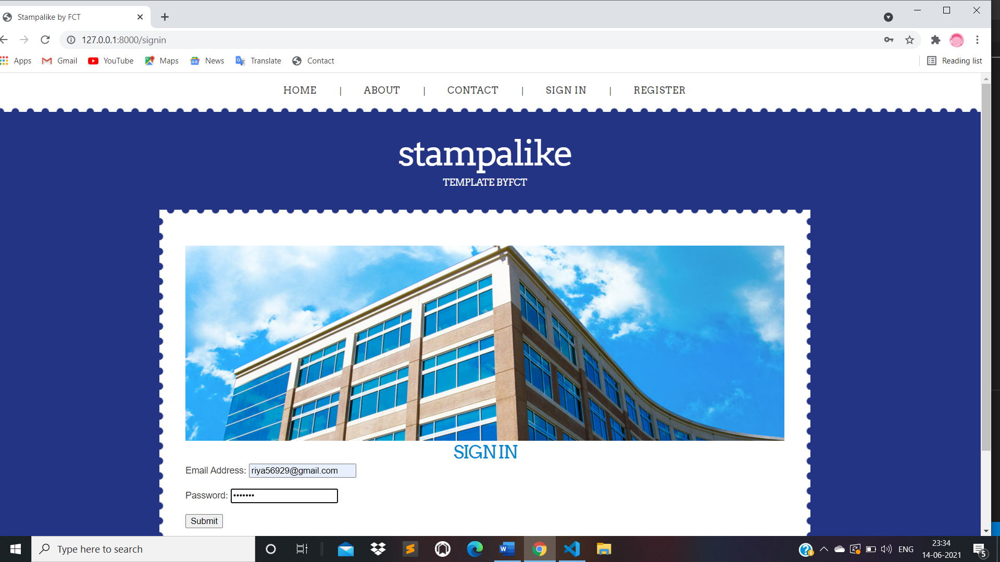 Stampalike by FCT
127.0.0.1:8000/signin
Apps Gmail YouTube Maps News Translate Contact Reading list
HOME | ABOUT | CONTACT | SIGN IN | REGISTER
stampalike
TEMPLATE BYFCT
SIGN IN
Email Address: riya56929@gmail.com
Password: •••••••
Submit
Type here to search
ENG
23:34
14-06-2021
5